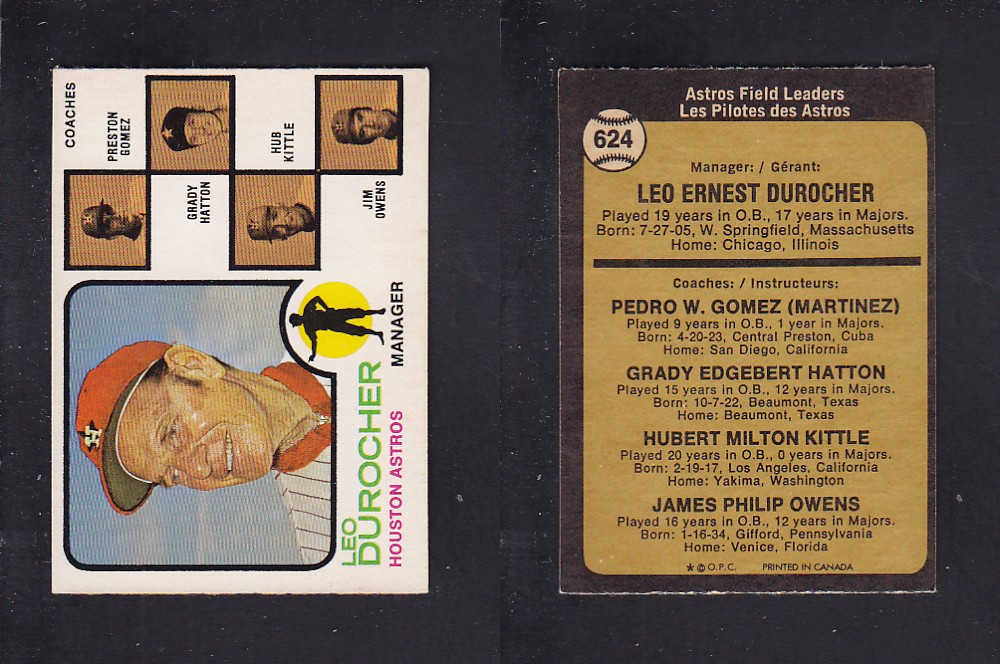 COACHES
PRESTON
GOMEZ
GRADY
HATTON
HUB
KITTLE
JIM
OWENS
LEO
DUROCHER
HOUSTON ASTROS
MANAGER
Astros Field Leaders
Les Pilotes des Astros
624
Manager: / Gérant:
LEO ERNEST DUROCHER
Played 19 years in O.B., 17 years in Majors.
Born: 7-27-05, W. Springfield, Massachusetts
Home: Chicago, Illinois
Coaches: / Instructeurs:
PEDRO W. GOMEZ (MARTINEZ)
Played 9 years in O.B., 1 year in Majors.
Born: 4-20-23, Central Preston, Cuba
Home: San Diego, California
GRADY EDGEBERT HATTON
Played 15 years in O.B., 12 years in Majors.
Born: 10-7-22, Beaumont, Texas
Home: Beaumont, Texas
HUBERT MILTON KITTLE
Played 20 years in O.B., 0 years in Majors.
Born: 2-19-17, Los Angeles, California
Home: Yakima, Washington
JAMES PHILIP OWENS
Played 16 years in O.B., 12 years in Majors.
Born: 1-16-34, Gifford, Pennsylvania
Home: Venice, Florida
* © O.P.C. PRINTED IN CANADA